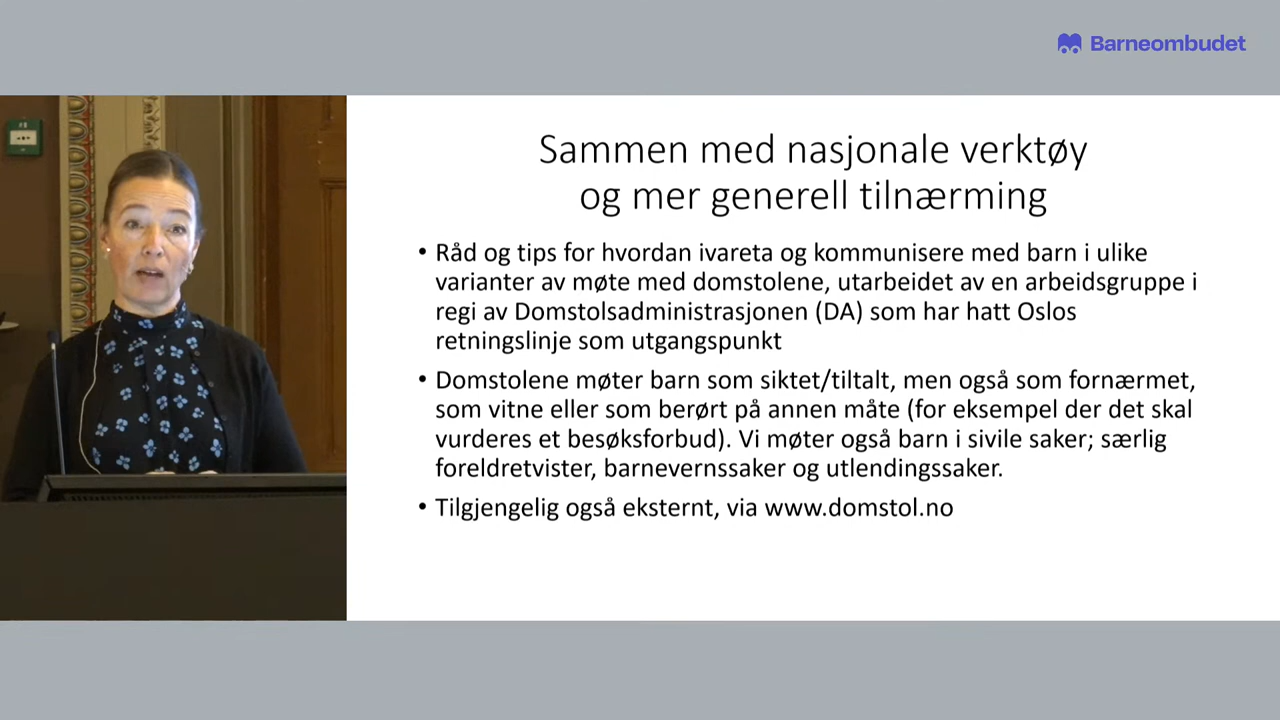 Barneombudet
Sammen med nasjonale verktøy
og mer generell tilnærming
• Råd og tips for hvordan ivareta og kommunisere med barn i ulike
varianter av møte med domstolene, utarbeidet av en arbeidsgruppe i
regi av Domstolsadministrasjonen (DA) som har hatt Oslos
retningslinje som utgangspunkt
• Domstolene møter barn som siktet/tiltalt, men også som fornærmet,
som vitne eller som berørt på annen måte (for eksempel der det skal
vurderes et besøksforbud). Vi møter også barn i sivile saker; særlig
foreldretvister, barnevernssaker og utlendingssaker.
• Tilgjengelig også eksternt, via www.domstol.no